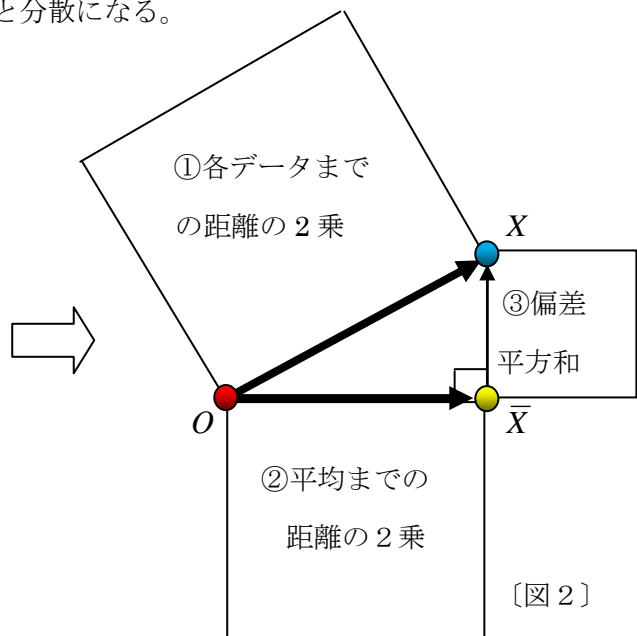 と分散になる。
①各データまで
の距離の２乗
X
③偏差
平方和
O
X̅
②平均までの
距離の２乗
〔図２〕